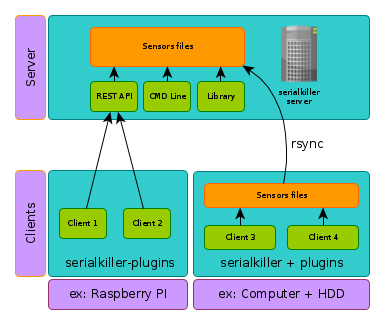 Server
Sensors files
REST API
CMD Line
Library
serialkiller
server
rsync
Clients
Client 1
Client 2
serialkiller-plugins
Sensors files
Client 3
Client 4
serialkiller + plugins
ex: Raspberry PI
ex: Computer + HDD